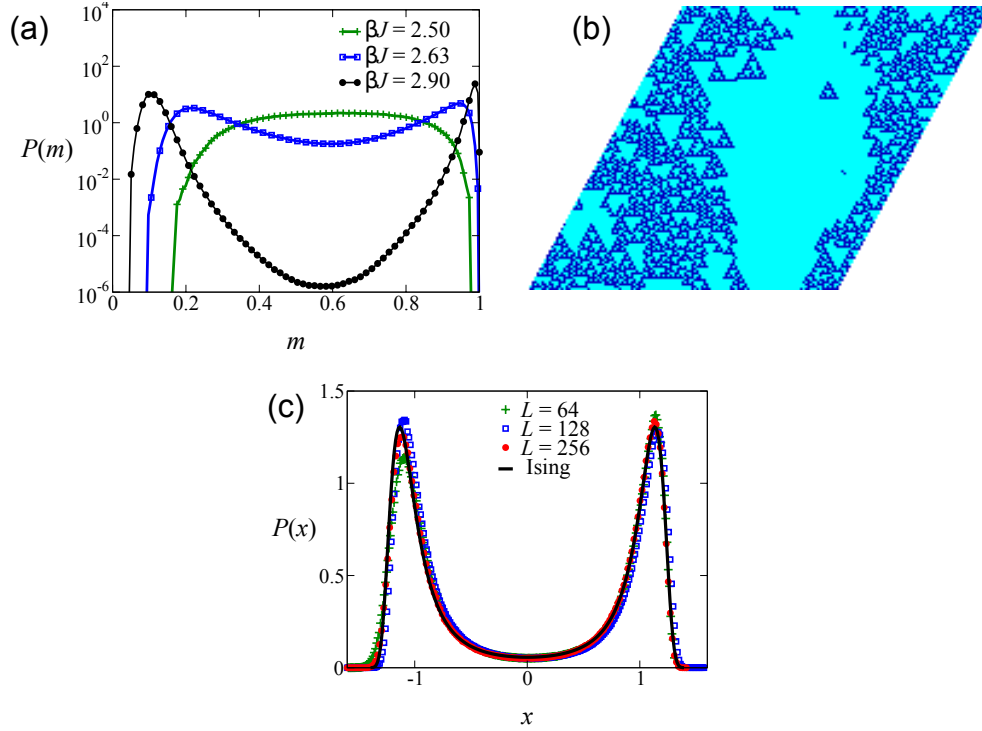 (a)
10^4
10^2
10^0
10^-2
10^-4
10^-6
P(m)
βJ = 2.50
βJ = 2.63
βJ = 2.90
0 0.2 0.4 0.6 0.8 1
m
(b)
(c)
1.5
1
0.5
0
P(x)
L = 64
L = 128
L = 256
Ising
-1 0 1
x